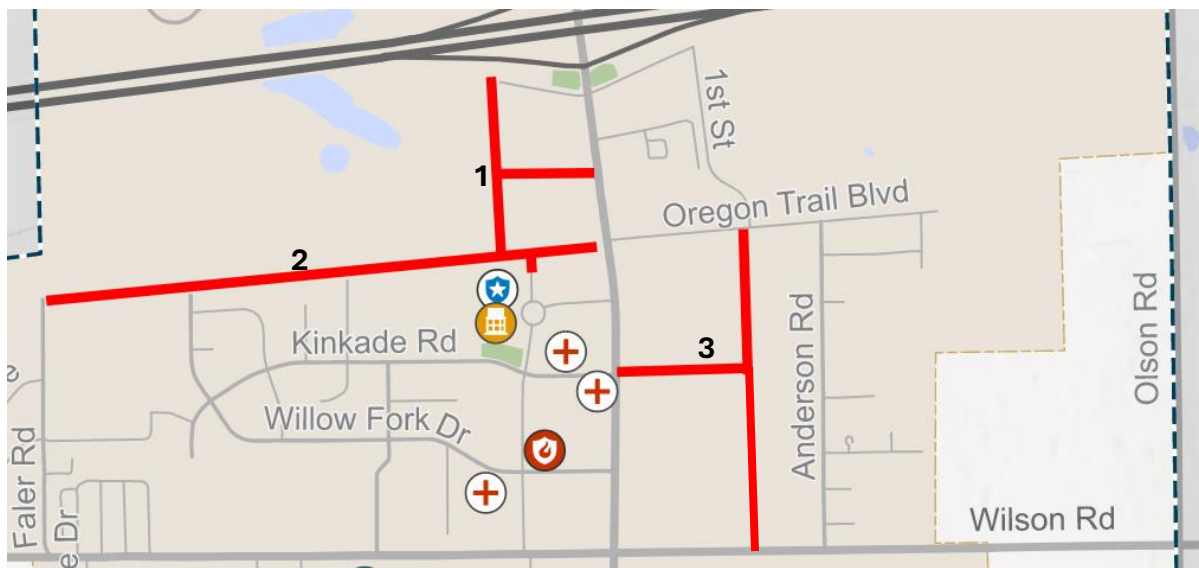 1st St
1
Oregon Trail Blvd
2
Kinkade Rd
3
Anderson Rd
Olson Rd
Willow Fork Dr
Faler Rd
e Dr
Wilson Rd